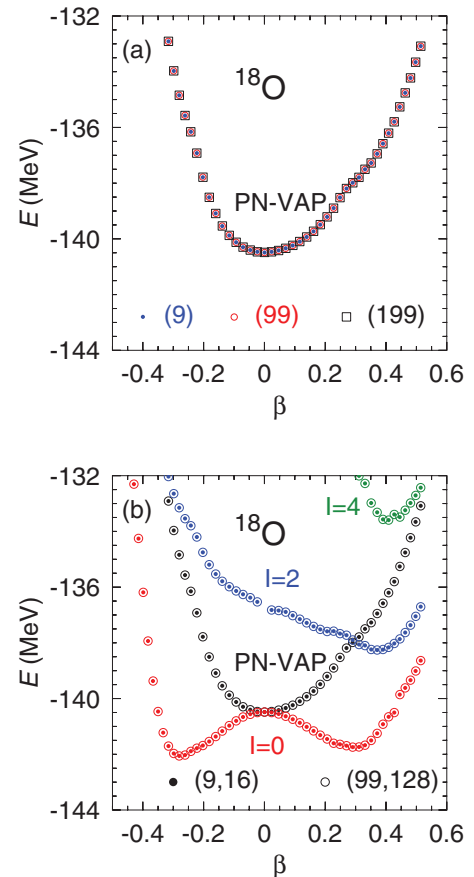 -132
(a)
18O
-136
E (MeV)
PN-VAP
-140
(9) (99) (199)
-144
-0.4 -0.2 0 0.2 0.4 0.6
β
-132
(b)
I=4
18O
I=2
-136
E (MeV)
PN-VAP
-140
I=0
(9,16) (99,128)
-144
-0.4 -0.2 0 0.2 0.4 0.6
β